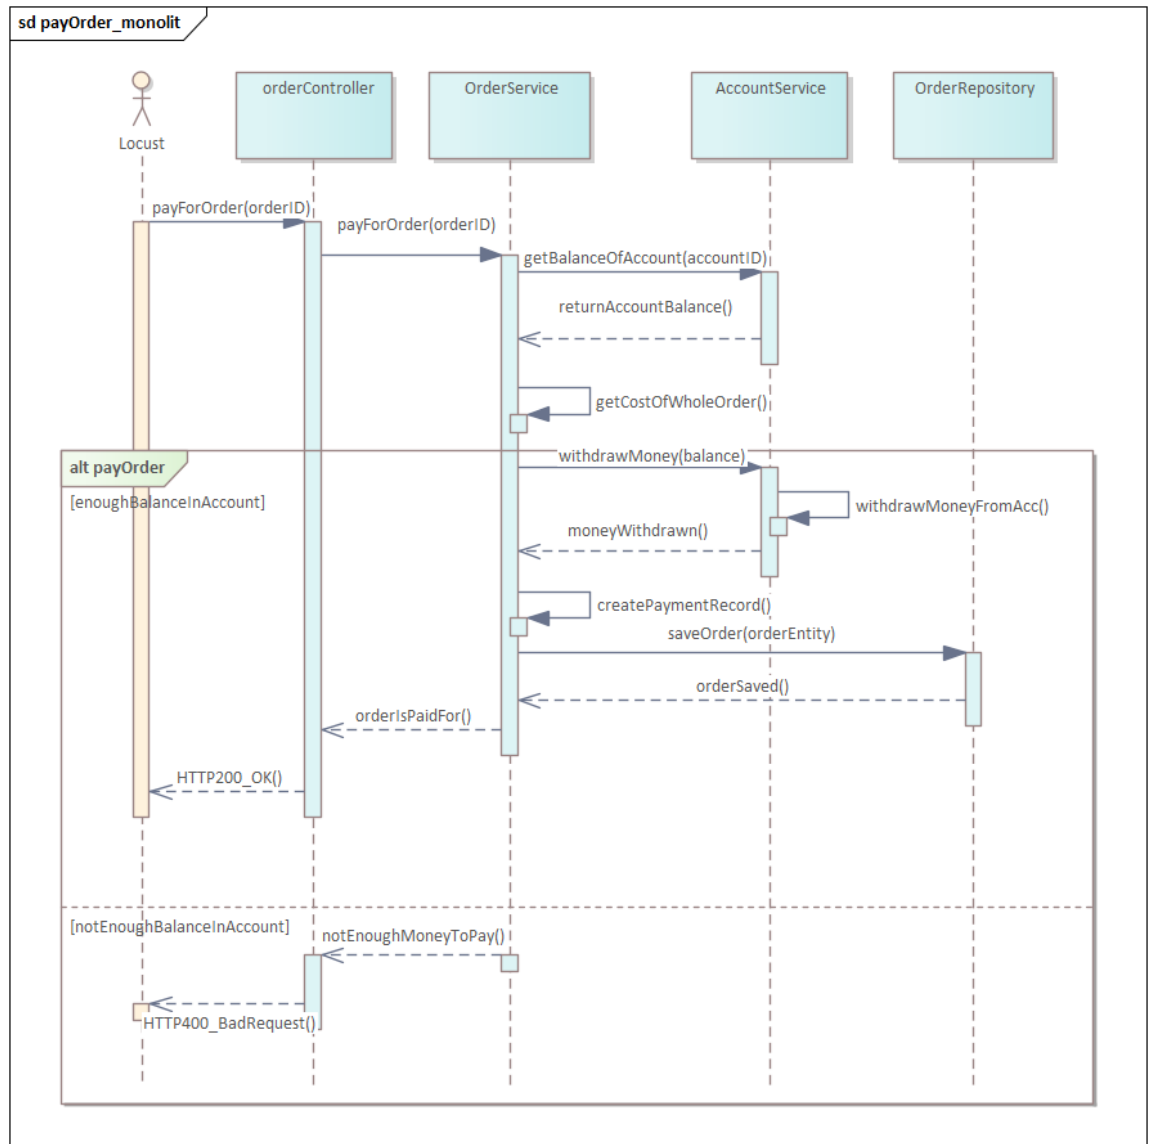 sd payOrder_monolit
Locust
orderController
OrderService
AccountService
OrderRepository
payForOrder(orderID)
payForOrder(orderID)
getBalanceOfAccount(accountID)
returnAccountBalance()
getCostOfWholeOrder()
alt payOrder
withdrawMoney(balance)
[enoughBalanceInAccount]
withdrawMoneyFromAcc()
moneyWithdrawn()
createPaymentRecord()
saveOrder(orderEntity)
orderSaved()
orderIsPaidFor()
HTTP200_OK()
[notEnoughBalanceInAccount]
notEnoughMoneyToPay()
HTTP400_BadRequest()